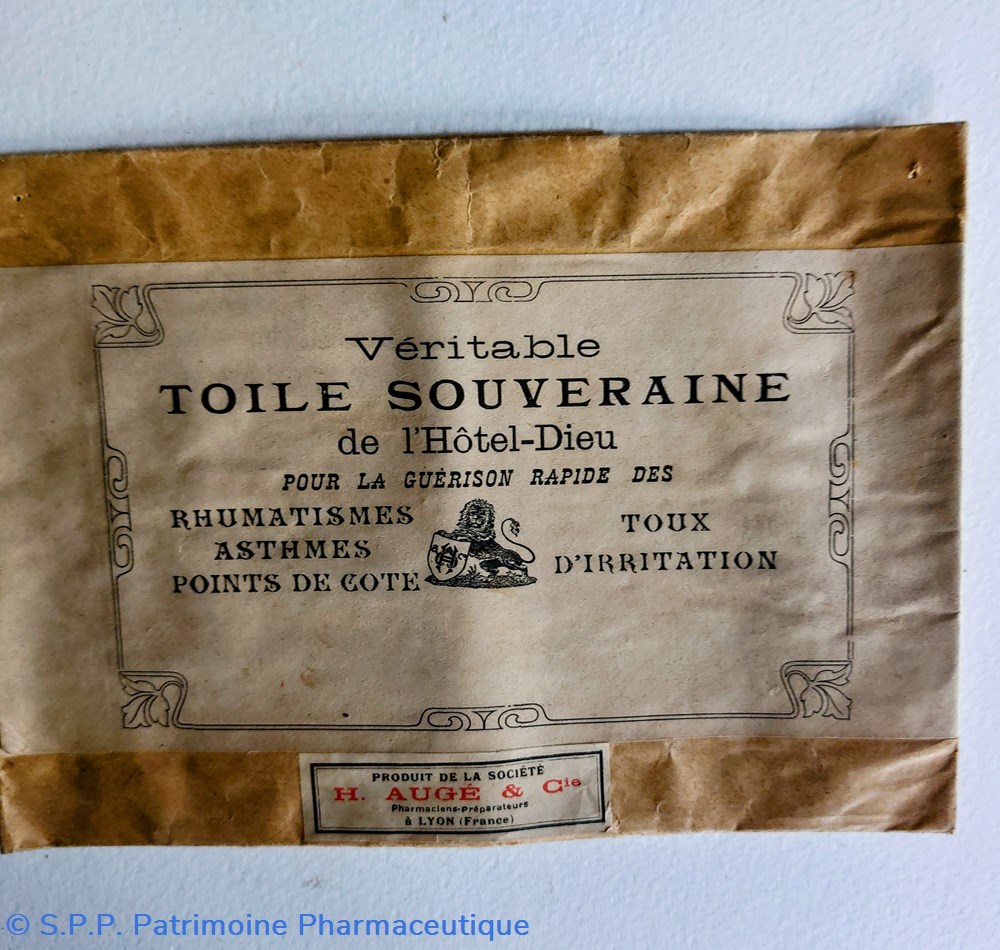 Véritable
TOILE SOUVERAINE
de l'Hôtel-Dieu
POUR LA GUÉRISON RAPIDE DES
RHUMATISMES
ASTHMES
POINTS DE COTE
TOUX
D'IRRITATION
PRODUIT DE LA SOCIÉTÉ
H. AUGÉ & Cie
Pharmaciens-Préparateurs
à LYON (France)
© S.P.P. Patrimoine Pharmaceutique